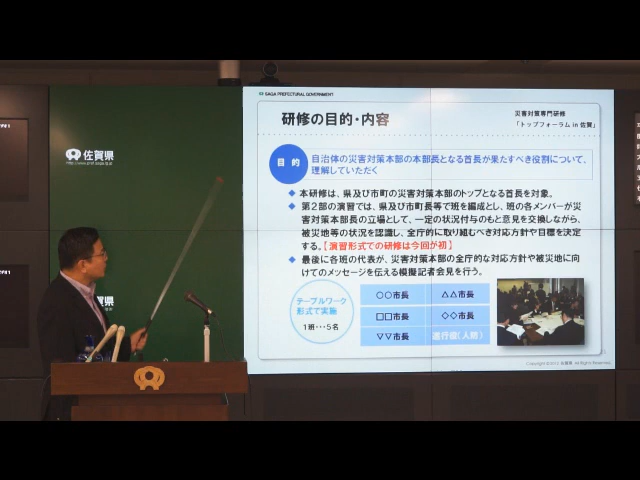 SAGA PREFECTURAL GOVERNMENT
研修の目的・内容
災害対策専門研修
「トップフォーラム in 佐賀」
目 的
自治体の災害対策本部の本部長となる首長が果たすべき役割について、
理解していただく
◆ 本研修は、県及び市町の災害対策本部のトップとなる首長を対象。
◆ 第2部の演習では、県及び市町長等で班を編成とし、班の各メンバーが災
害対策本部長の立場として、一定の状況付与のもと意見を交換しながら、
被災地等の状況を認識し、全庁的に取り組むべき対応方針や目標を決定
する。【演習形式での研修は今回が初】
◆ 最後に各班の代表が、災害対策本部の全庁的な対応方針や被災地に向
けてのメッセージを伝える模擬記者会見を行う。
テーブルワーク
形式で実施
1班・・・5名
○○市長 △△市長
□□市長 ◇◇市長
▽▽市長 進行役(人防)
佐賀県
佐賀県